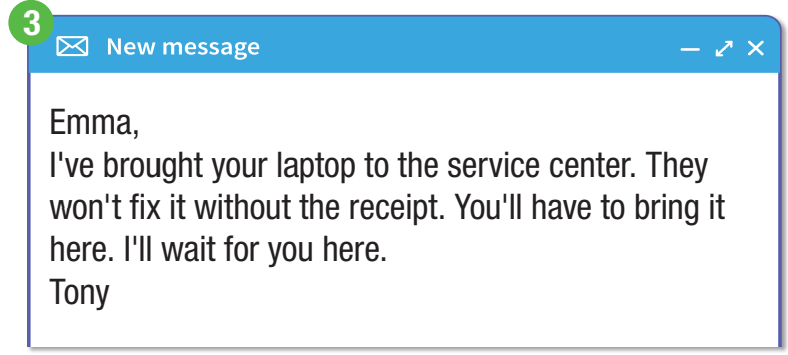 3
New message
Emma,
I've brought your laptop to the service center. They
won't fix it without the receipt. You'll have to bring it
here. I'll wait for you here.
Tony